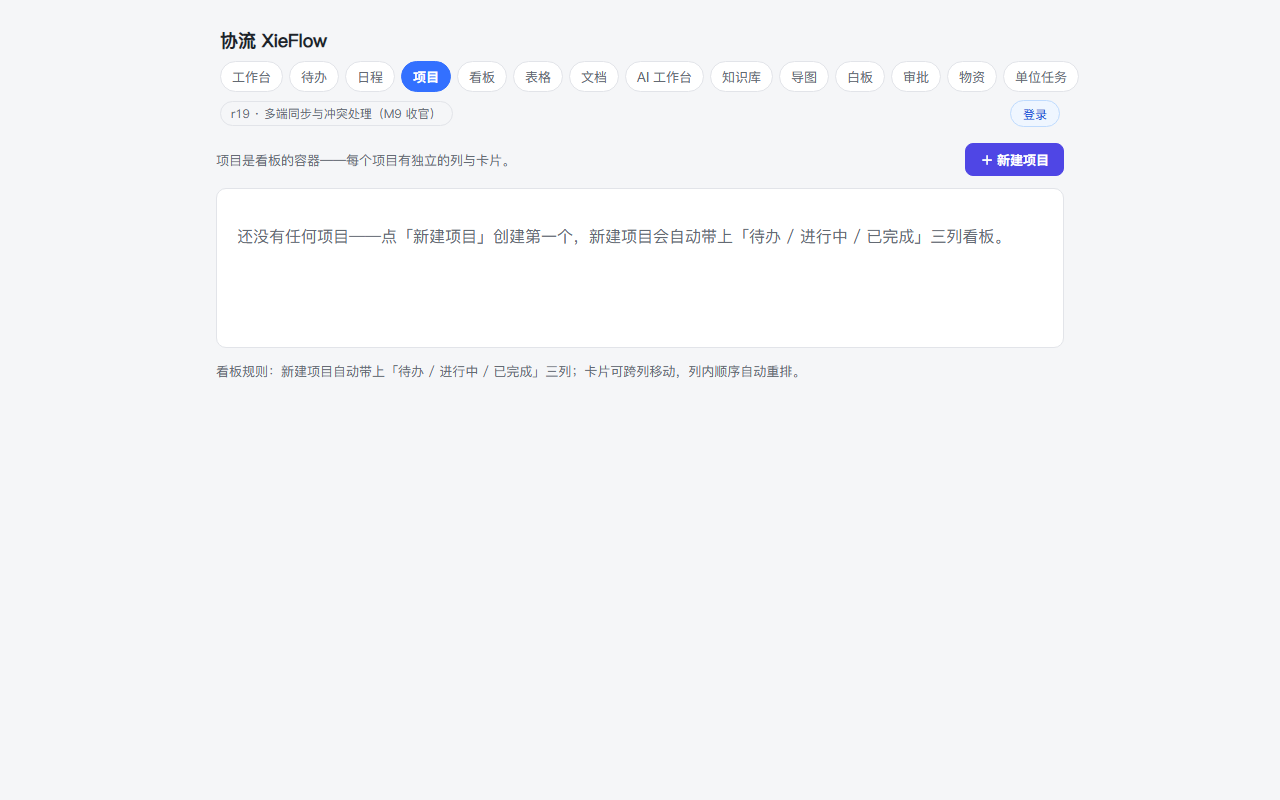 协流 XieFlow
工作台 待办 日程 项目 看板 表格 文档 AI 工作台 知识库 导图 白板 审批 物资 单位任务
r19 · 多端同步与冲突处理（M9 收官） 登录
项目是看板的容器——每个项目有独立的列与卡片。 ＋ 新建项目
还没有任何项目——点「新建项目」创建第一个，新建项目会自动带上「待办 / 进行中 / 已完成」三列看板。
看板规则：新建项目自动带上「待办 / 进行中 / 已完成」三列；卡片可跨列移动，列内顺序自动重排。